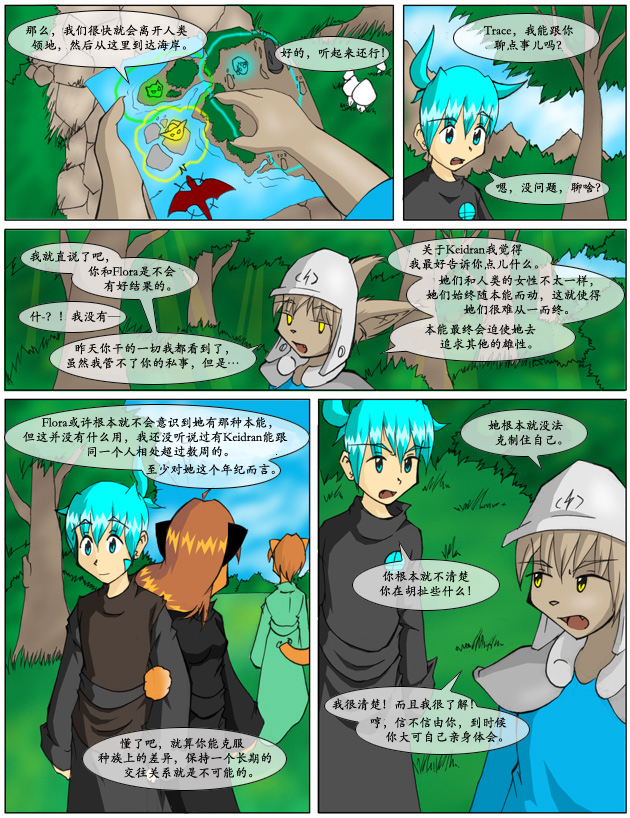 那么，我们很快就会离开人类
领地，然后从这里到达海岸。
好的，听起来还行！
Trace，我能跟你
聊点事儿吗？
嗯，没问题，聊啥？
我就直说了吧，
你和Flora是不会
有好结果的。
什-？！我没有—
昨天你干的一切我都看到了，
虽然我管不了你的私事，但是…
关于Keidran我觉得
我最好告诉你点儿什么。
她们和人类的女性不太一样，
她们始终随本能而动，这就使得
她们很难从一而终。
本能最终会迫使她去
追求其他的雄性。
Flora或许根本就不会意识到她有那种本能，
但这并没有什么用，我还没听说过有Keidran能跟
同一个人相处超过数周的。
至少对她这个年纪而言。
懂了吧，就算你能克服
种族上的差异，保持一个长期的
交往关系就是不可能的。
她根本就没法
克制住自己。
你根本就不清楚
你在胡扯些什么！
我很清楚！而且我很了解！
哼，信不信由你，到时候
你大可自己亲身体会。